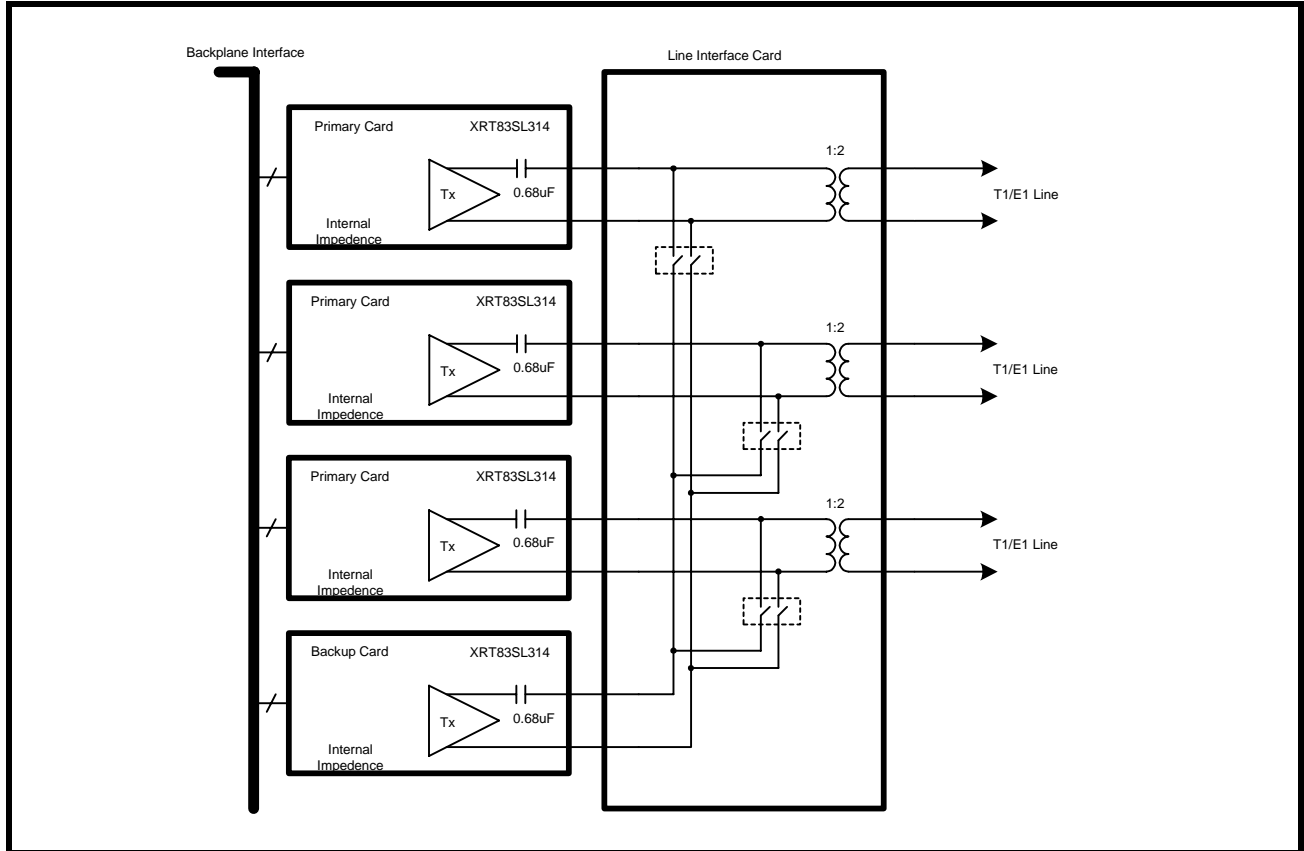 Backplane Interface
Line Interface Card
Primary Card
XRT83SL314
Tx
0.68uF
Internal
Impedence
1:2
T1/E1 Line
Primary Card
XRT83SL314
Tx
0.68uF
Internal
Impedence
1:2
T1/E1 Line
Primary Card
XRT83SL314
Tx
0.68uF
Internal
Impedence
1:2
T1/E1 Line
Backup Card
XRT83SL314
Tx
0.68uF
Internal
Impedence